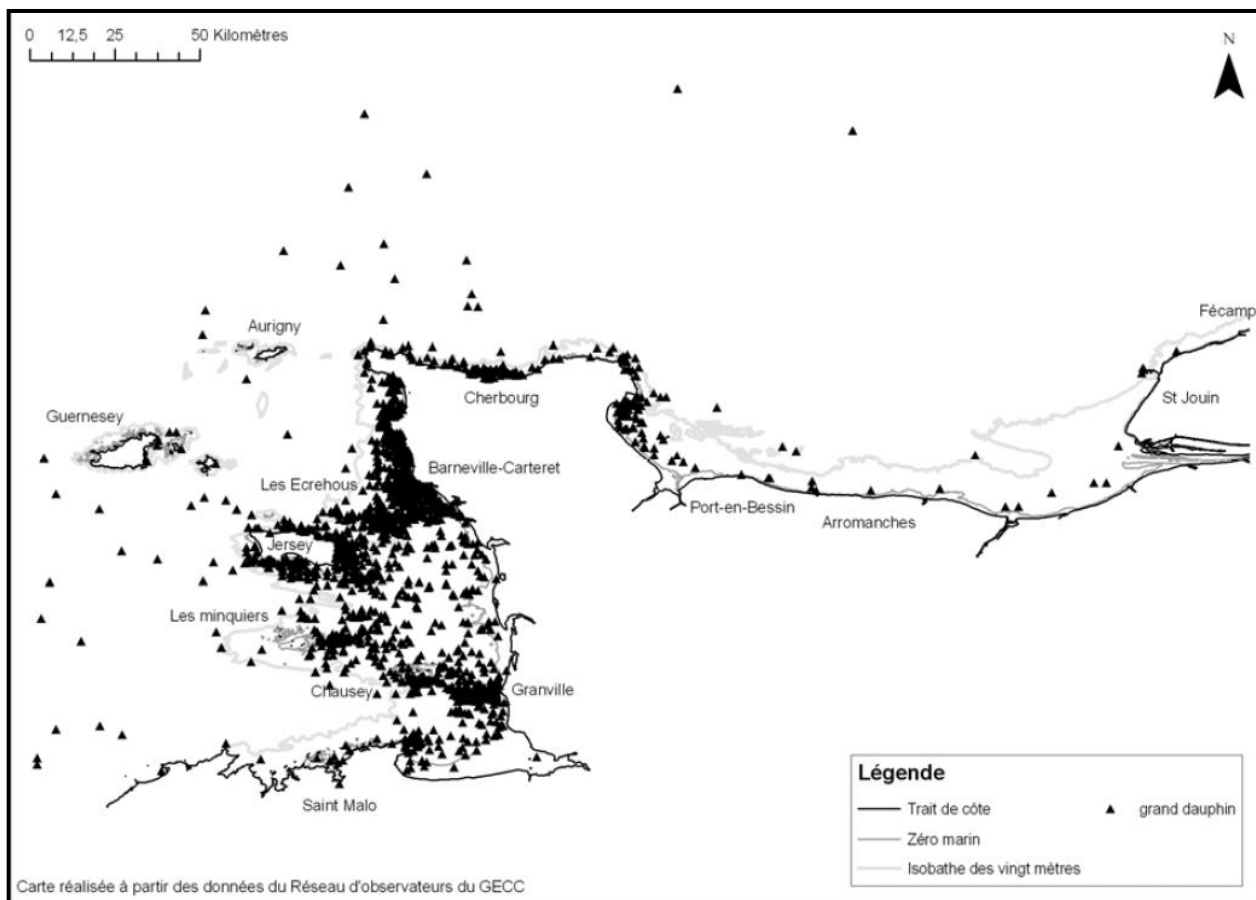 0 12,5 25 50 Kilomètres
N
Fécamp
Aurigny
Cherbourg
St Jouin
Guernesey
Barneville-Carteret
Les Ecrehous
Port-en-Bessin
Arromanches
Jersey
Les minquiers
Chausey
Granville
Saint Malo
Légende
Trait de côte
grand dauphin
Zéro marin
Isobathe des vingt mètres
Carte réalisée à partir des données du Réseau d'observateurs du GECC